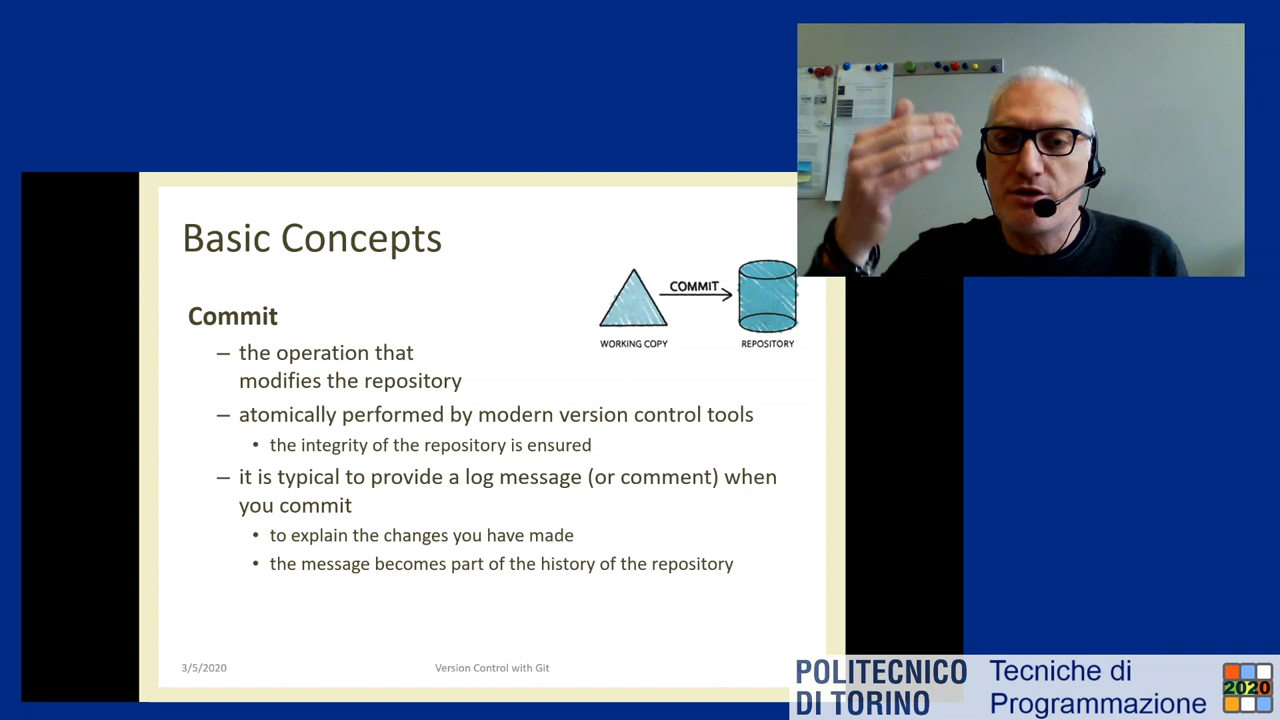 Basic Concepts
COMMIT
WORKING COPY
REPOSITORY
Commit
– the operation that
modifies the repository
– atomically performed by modern version control tools
• the integrity of the repository is ensured
– it is typical to provide a log message (or comment) when
you commit
• to explain the changes you have made
• the message becomes part of the history of the repository
3/5/2020
Version Control with Git
POLITECNICO
DI TORINO
Tecniche di
Programmazione
2020